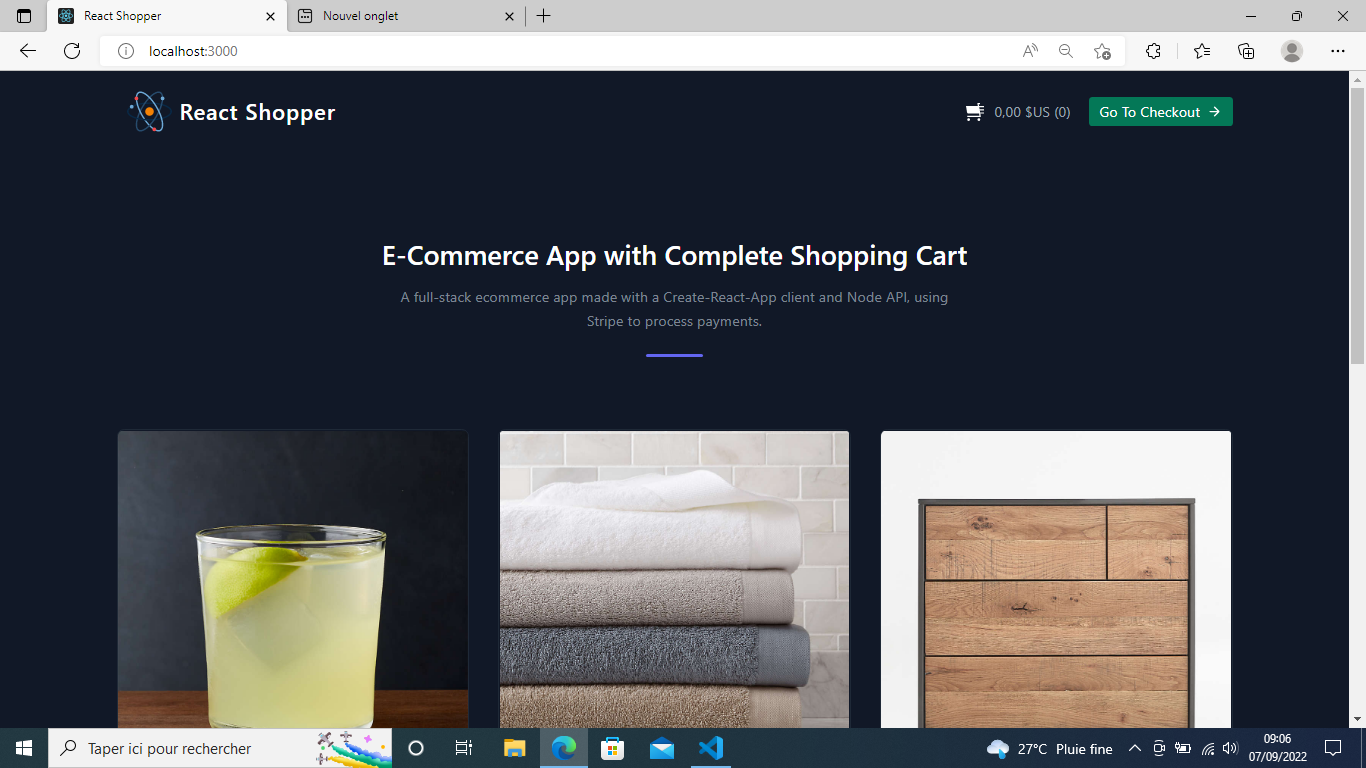 React Shopper
Nouvel onglet
localhost:3000
React Shopper
0,00 $US (0)
Go To Checkout
E-Commerce App with Complete Shopping Cart
A full-stack ecommerce app made with a Create-React-App client and Node API, using
Stripe to process payments.
Taper ici pour rechercher
27°C Pluie fine
09:06
07/09/2022